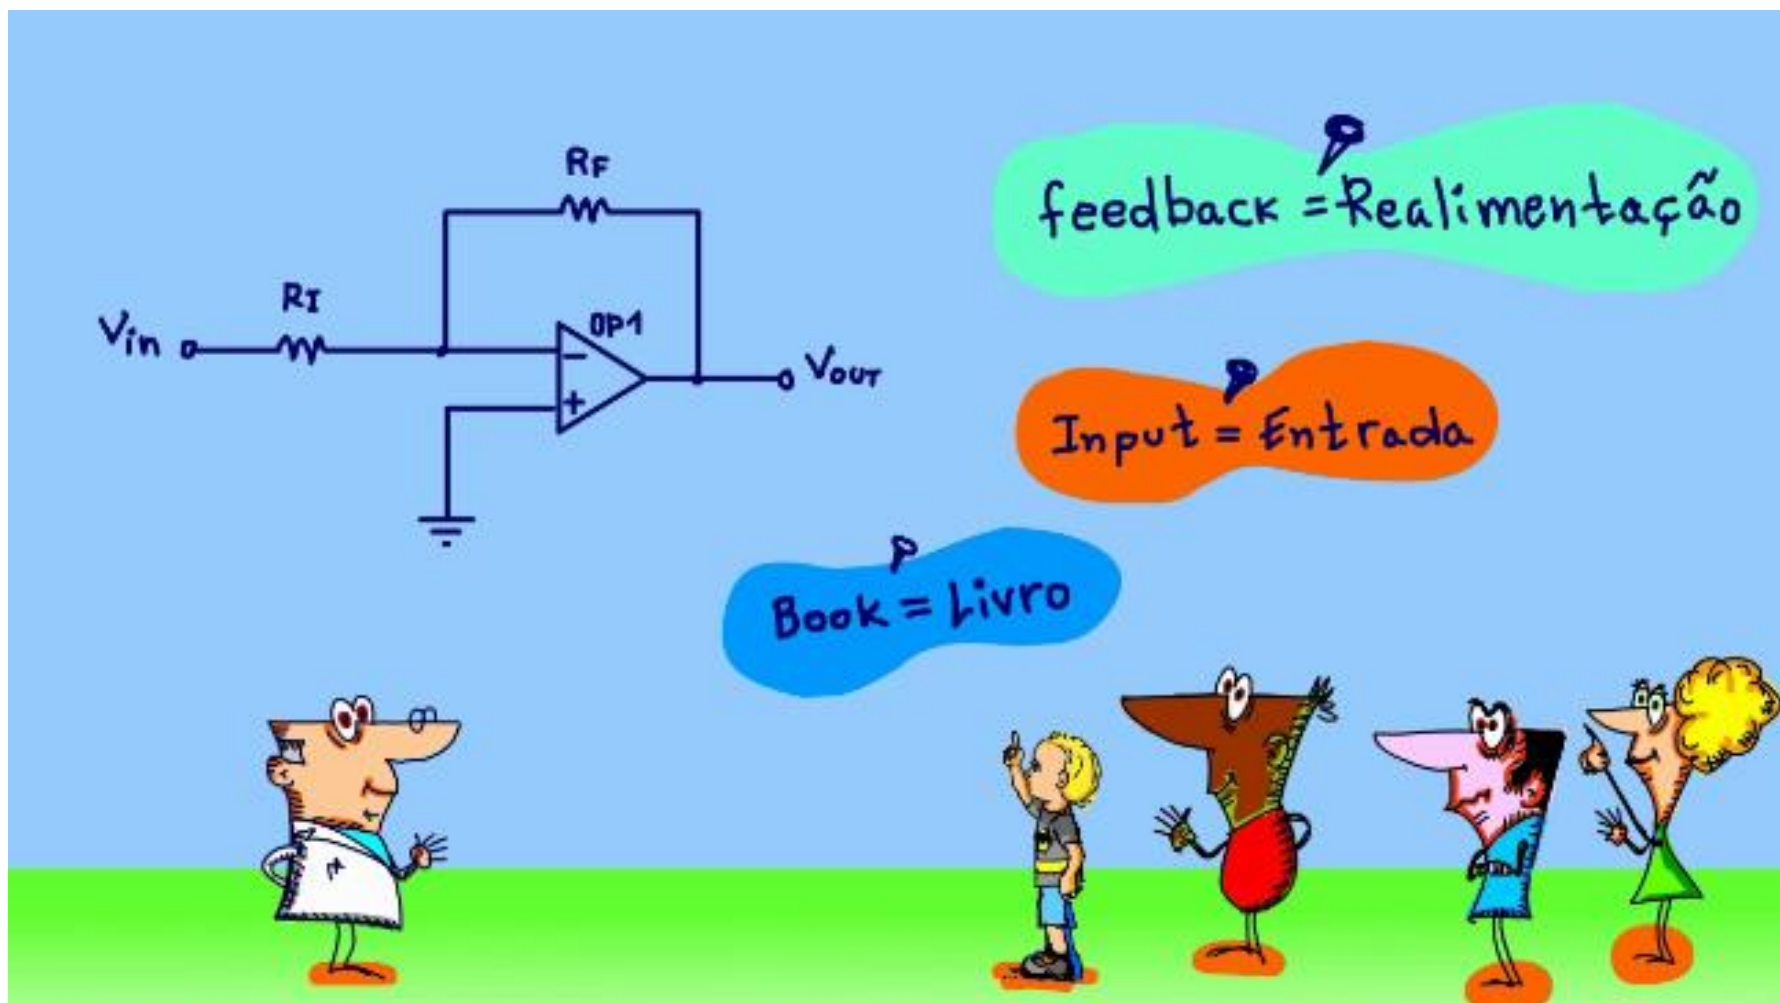 RF
feedback = Realimentação
RI
OP1
Vin
VOUT
-
+
Input = Entrada
Book = Livro